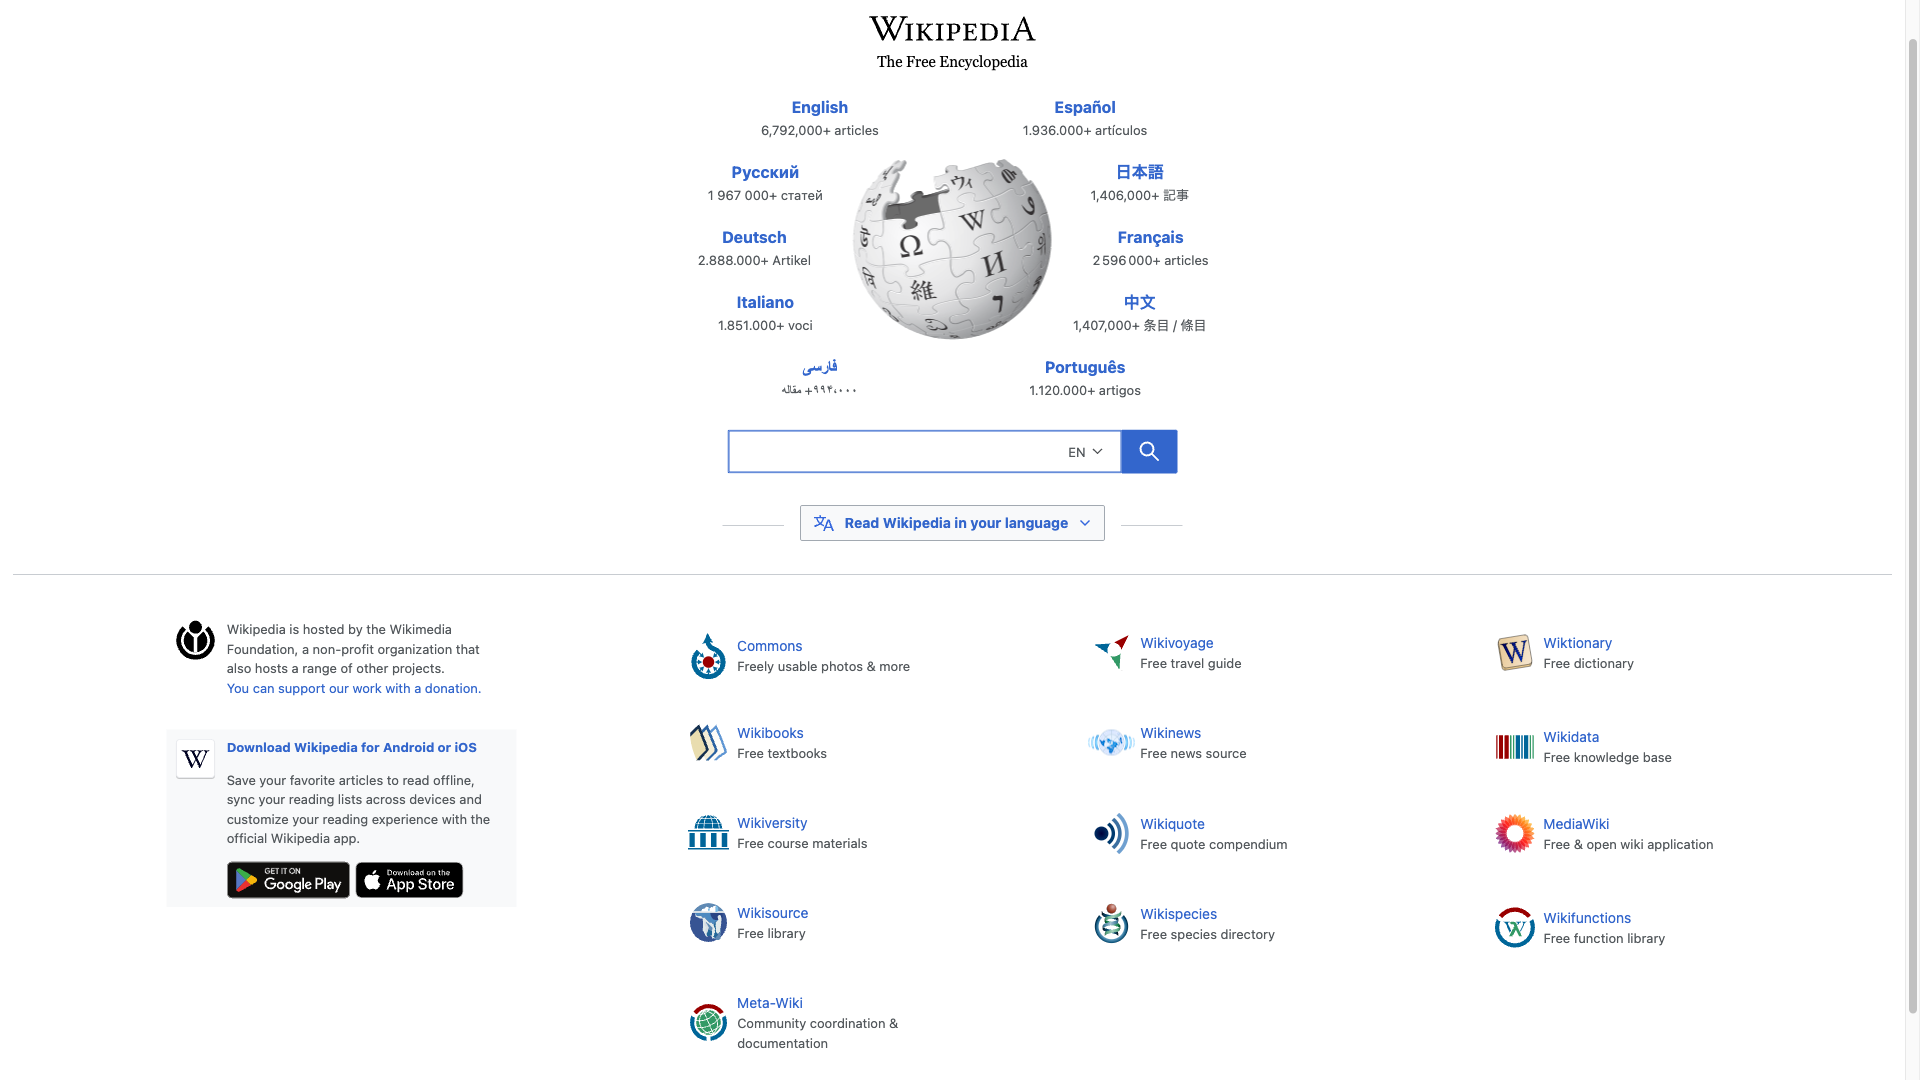 WIKIPEDIA
The Free Encyclopedia
English
6,792,000+ articles
Español
1.936.000+ artículos
Русский
1 967 000+ статей
日本語
1,406,000+ 記事
Deutsch
2.888.000+ Artikel
Français
2 596 000+ articles
Italiano
1.851.000+ voci
中文
1,407,000+ 条目 / 條目
فارسی
۹۹۴٬۰۰۰+ مقاله
Português
1.120.000+ artigos
Ω W И 維 ウィ 7
EN
Read Wikipedia in your language
Wikipedia is hosted by the Wikimedia
Foundation, a non-profit organization that
also hosts a range of other projects.
You can support our work with a donation.
W
Download Wikipedia for Android or iOS
Save your favorite articles to read offline,
sync your reading lists across devices and
customize your reading experience with the
official Wikipedia app.
GET IT ON
Google Play
Download on the
App Store
Commons
Freely usable photos & more
Wikivoyage
Free travel guide
W
Wiktionary
Free dictionary
Wikibooks
Free textbooks
Wikinews
Free news source
Wikidata
Free knowledge base
Wikiversity
Free course materials
Wikiquote
Free quote compendium
MediaWiki
Free & open wiki application
Wikisource
Free library
Wikispecies
Free species directory
Wikifunctions
Free function library
Meta-Wiki
Community coordination &
documentation